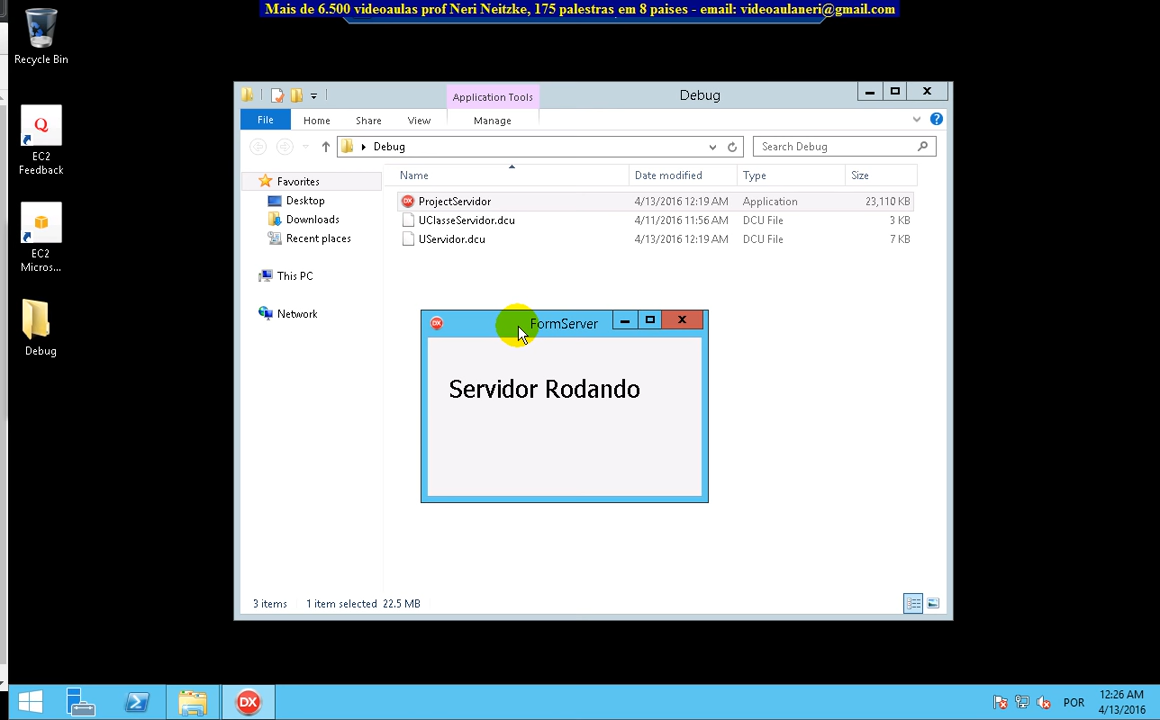 Mais de 6.500 videoaulas prof Neri Neitzke, 175 palestras em 8 paises - email: videoaulaneri@gmail.com
Recycle Bin
Q
EC2
Feedback
EC2
Micros...
Debug
Application Tools
Debug
File
Home
Share
View
Manage
Debug
Search Debug
Favorites
Desktop
Downloads
Recent places
This PC
Network
Name
Date modified
Type
Size
ProjectServidor
4/13/2016 12:19 AM
Application
23,110 KB
UClasseServidor.dcu
4/11/2016 11:56 AM
DCU File
3 KB
UServidor.dcu
4/13/2016 12:19 AM
DCU File
7 KB
DX
FormServer
Servidor Rodando
3 items
1 item selected 22.5 MB
DX
POR
12:26 AM
4/13/2016